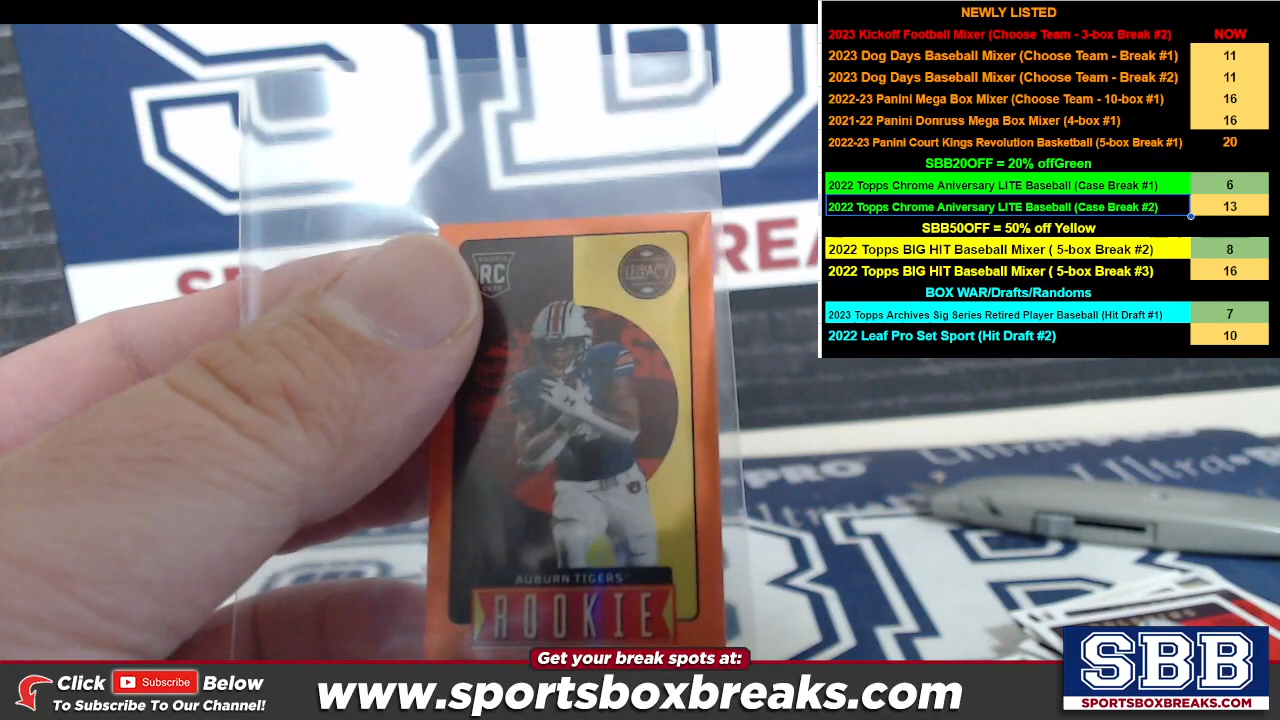 NEWLY LISTED
2023 Kickoff Football Mixer (Choose Team - 3-box Break #2) NOW
2023 Dog Days Baseball Mixer (Choose Team - Break #1) 11
2023 Dog Days Baseball Mixer (Choose Team - Break #2) 11
2022-23 Panini Mega Box Mixer (Choose Team - 10-box #1) 16
2021-22 Panini Donruss Mega Box Mixer (4-box #1) 16
2022-23 Panini Court Kings Revolution Basketball (5-box Break #1) 20
SBB20OFF = 20% offGreen
2022 Topps Chrome Aniversary LITE Baseball (Case Break #1) 6
2022 Topps Chrome Aniversary LITE Baseball (Case Break #2) 13
SBB50OFF = 50% off Yellow
2022 Topps BIG HIT Baseball Mixer ( 5-box Break #2) 8
2022 Topps BIG HIT Baseball Mixer ( 5-box Break #3) 16
BOX WAR/Drafts/Randoms
2023 Topps Archives Sig Series Retired Player Baseball (Hit Draft #1) 7
2022 Leaf Pro Set Sport (Hit Draft #2) 10
RC
LEGACY
AUBURN TIGERS
ROOKIE
Ultra-PRO
Get your break spots at:
Click Subscribe Below
To Subscribe To Our Channel!
www.sportsboxbreaks.com
SBB
SPORTSBOXBREAKS.COM